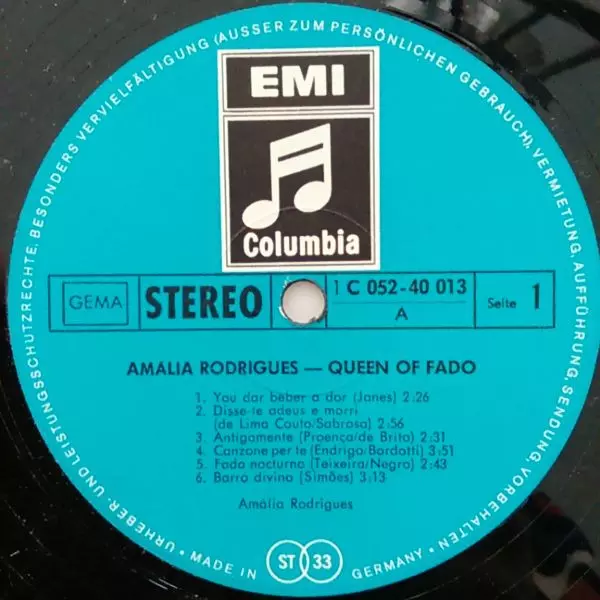 URHEBER- UND LEISTUNGSSCHUTZRECHTE, BESONDERS VERVIELFÄLTIGUNG (AUSSER ZUM PERSÖNLICHEN GEBRAUCH), VERMIETUNG, AUFFÜHRUNG, SENDUNG, VORBEHALTEN
EMI
Columbia
GEMA
STEREO
1 C 052-40 013
A
Seite 1
AMALIA RODRIGUES — QUEEN OF FADO
1. You dar beber a dor (Janes) 2:26
2. Disse-te adeus e morri
(de Lima Couto/Sabrosa) 2:56
3. Antigamente (Proença/de Brito) 2:31
4. Canzone per te (Endrigo/Bardotti) 3:51
5. Fado nocturno (Teixeira/Negro) 2:43
6. Barro divino (Simões) 3:13
Amália Rodrigues
• MADE IN ST 33 GERMANY •